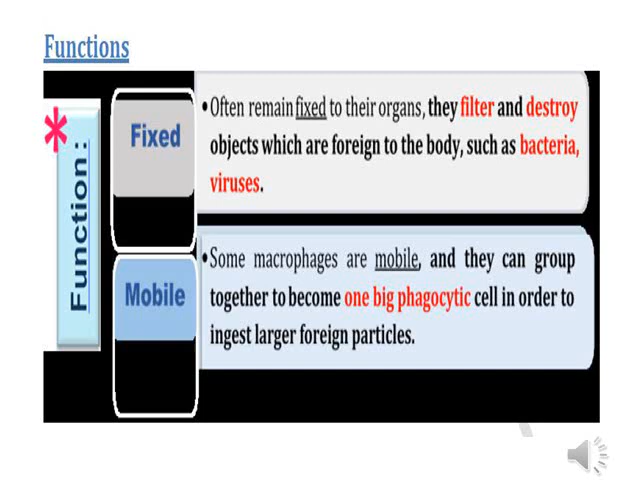 Functions
* Function :
Fixed
•Often remain fixed to their organs, they filter and destroy
objects which are foreign to the body, such as bacteria,
viruses.
Mobile
•Some macrophages are mobile, and they can group
together to become one big phagocytic cell in order to
ingest larger foreign particles.